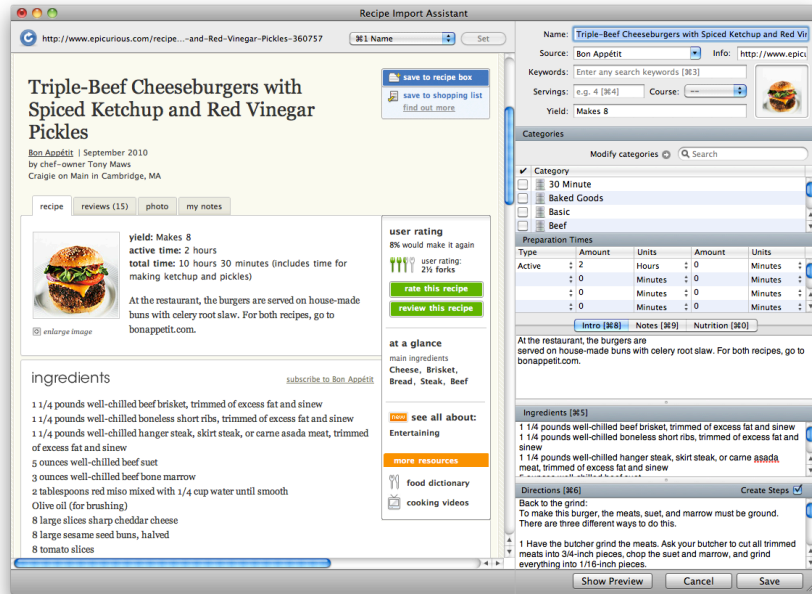 Recipe Import Assistant
http://www.epicurious.com/recipe...-and-Red-Vinegar-Pickles-360757
⌘1 Name
Set
Triple-Beef Cheeseburgers with
Spiced Ketchup and Red Vinegar
Pickles
Bon Appétit | September 2010
by chef-owner Tony Maws
Craigie on Main in Cambridge, MA
save to recipe box
save to shopping list
find out more
recipe
reviews (15)
photo
my notes
yield: Makes 8
active time: 2 hours
total time: 10 hours 30 minutes (includes time for
making ketchup and pickles)
At the restaurant, the burgers are served on house-made
buns with celery root slaw. For both recipes, go to
bonappetit.com.
enlarge image
user rating
8% would make it again
user rating:
2½ forks
rate this recipe
review this recipe
at a glance
main ingredients
Cheese, Brisket,
Bread, Steak, Beef
new see all about:
Entertaining
more resources
food dictionary
cooking videos
ingredients
subscribe to Bon Appétit
1 1/4 pounds well-chilled beef brisket, trimmed of excess fat and sinew
1 1/4 pounds well-chilled boneless short ribs, trimmed of excess fat and sinew
1 1/4 pounds well-chilled hanger steak, skirt steak, or carne asada meat, trimmed
of excess fat and sinew
5 ounces well-chilled beef suet
3 ounces well-chilled beef bone marrow
2 tablespoons red miso mixed with 1/4 cup water until smooth
Olive oil (for brushing)
8 large slices sharp cheddar cheese
8 large sesame seed buns, halved
8 tomato slices
Name: Triple-Beef Cheeseburgers with Spiced Ketchup and Red Vin
Source: Bon Appétit
Info: http://www.epicu
Keywords: Enter any search keywords [⌘3]
Servings: e.g. 4 [⌘4]
Course: --
Yield: Makes 8
Categories
Modify categories
Search
✔ Category
30 Minute
Baked Goods
Basic
Beef
Preparation Times
Type Amount Units Amount Units
Active 2 Hours 0 Minutes
0 Minutes 0 Minutes
0 Minutes 0 Minutes
0 Minutes 0 Minutes
Intro [⌘8] Notes [⌘9] Nutrition [⌘0]
At the restaurant, the burgers are
served on house-made buns with celery root slaw. For both recipes, go to
bonappetit.com.
Ingredients [⌘5]
1 1/4 pounds well-chilled beef brisket, trimmed of excess fat and sinew
1 1/4 pounds well-chilled boneless short ribs, trimmed of excess fat and
sinew
1 1/4 pounds well-chilled hanger steak, skirt steak, or carne asada
meat, trimmed of excess fat and sinew
Directions [⌘6]
Create Steps
Back to the grind:
To make this burger, the meats, suet, and marrow must be ground.
There are three different ways to do this.
1 Have the butcher grind the meats. Ask your butcher to cut all trimmed
meats into 3/4-inch pieces, chop the suet and marrow, and grind
everything into 1/16-inch pieces.
Show Preview
Cancel
Save